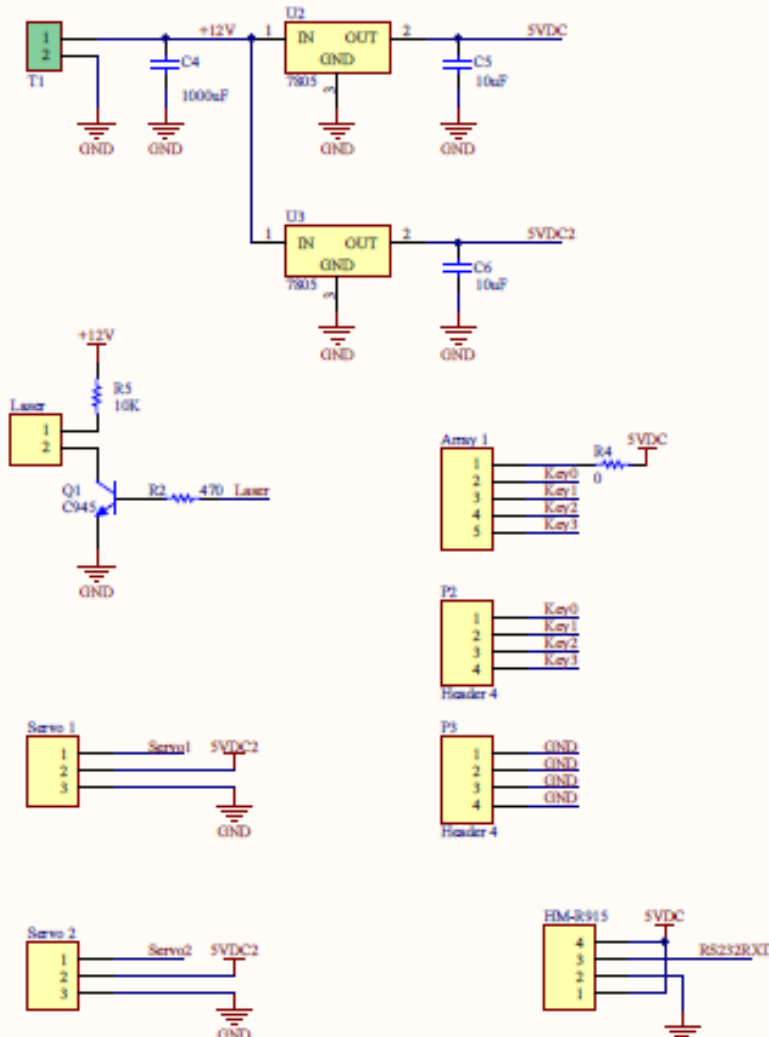 U2
+12V
1
IN
OUT
2
5VDC
1
2
GND
C4
C5
T1
7805
3
10uF
1000uF
GND
GND
GND
GND
U3
1
IN
OUT
2
5VDC2
GND
C6
7805
3
10uF
+12V
GND
GND
R5
10K
Laser
1
2
Q1
C945
R2
470
Laser
GND
Array 1
R4
5VDC
1
0
2
Key0
3
Key1
4
Key2
5
Key3
P2
1
Key0
2
Key1
3
Key2
4
Key3
Header 4
Servo 1
1
Servo1
5VDC2
2
3
GND
P3
1
GND
2
GND
3
GND
4
GND
Header 4
Servo 2
1
Servo2
5VDC2
2
3
GND
HM-R915
5VDC
4
3
RS232RXD
2
1